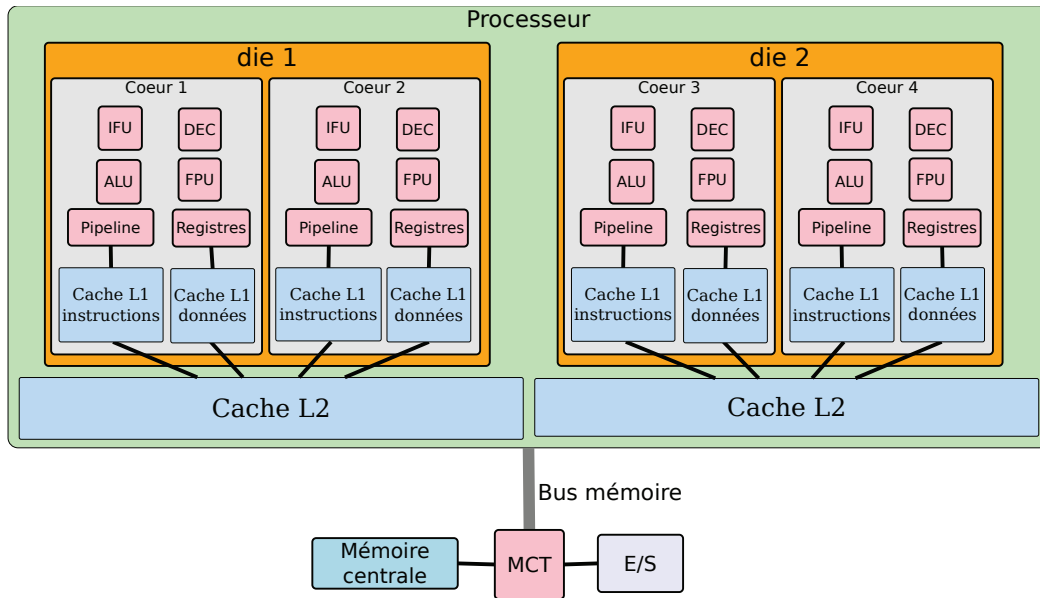 Processeur
die 1
Coeur 1
IFU
DEC
ALU
FPU
Pipeline
Registres
Cache L1
instructions
Cache L1
données
Coeur 2
IFU
DEC
ALU
FPU
Pipeline
Registres
Cache L1
instructions
Cache L1
données
Cache L2
die 2
Coeur 3
IFU
DEC
ALU
FPU
Pipeline
Registres
Cache L1
instructions
Cache L1
données
Coeur 4
IFU
DEC
ALU
FPU
Pipeline
Registres
Cache L1
instructions
Cache L1
données
Cache L2
Bus mémoire
Mémoire
centrale
MCT
E/S